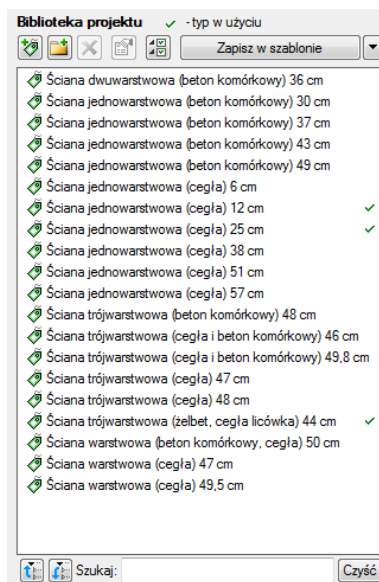 Biblioteka projektu ✓ -typ w użyciu
Zapisz w szablonie
Ściana dwuwarstwowa (beton komórkowy) 36 cm
Ściana jednowarstwowa (beton komórkowy) 30 cm
Ściana jednowarstwowa (beton komórkowy) 37 cm
Ściana jednowarstwowa (beton komórkowy) 43 cm
Ściana jednowarstwowa (beton komórkowy) 49 cm
Ściana jednowarstwowa (cegła) 6 cm
Ściana jednowarstwowa (cegła) 12 cm ✓
Ściana jednowarstwowa (cegła) 25 cm ✓
Ściana jednowarstwowa (cegła) 38 cm
Ściana jednowarstwowa (cegła) 51 cm
Ściana jednowarstwowa (cegła) 57 cm
Ściana trójwarstwowa (beton komórkowy) 48 cm
Ściana trójwarstwowa (cegła i beton komórkowy) 46 cm
Ściana trójwarstwowa (cegła i beton komórkowy) 49,8 cm
Ściana trójwarstwowa (cegła) 47 cm
Ściana trójwarstwowa (cegła) 48 cm
Ściana trójwarstwowa (żelbet, cegła licówka) 44 cm ✓
Ściana warstwowa (beton komórkowy, cegła) 50 cm
Ściana warstwowa (cegła) 47 cm
Ściana warstwowa (cegła) 49,5 cm
Szukaj: Czyść